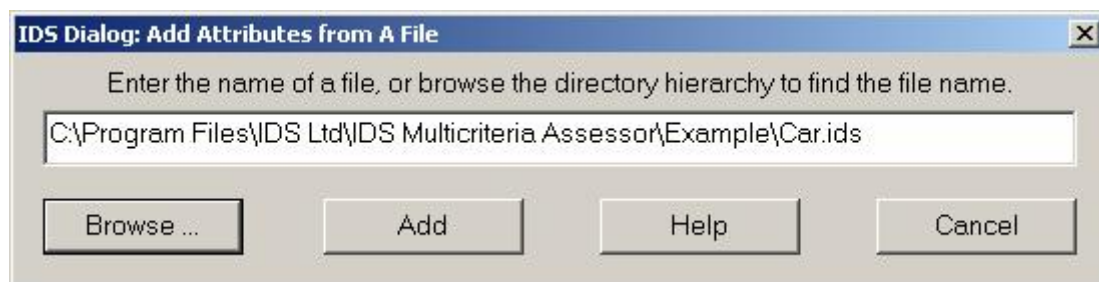 IDS Dialog: Add Attributes from A File
Enter the name of a file, or browse the directory hierarchy to find the file name.
C:\Program Files\IDS Ltd\IDS Multicriteria Assessor\Example\Car.ids
Browse ... Add Help Cancel